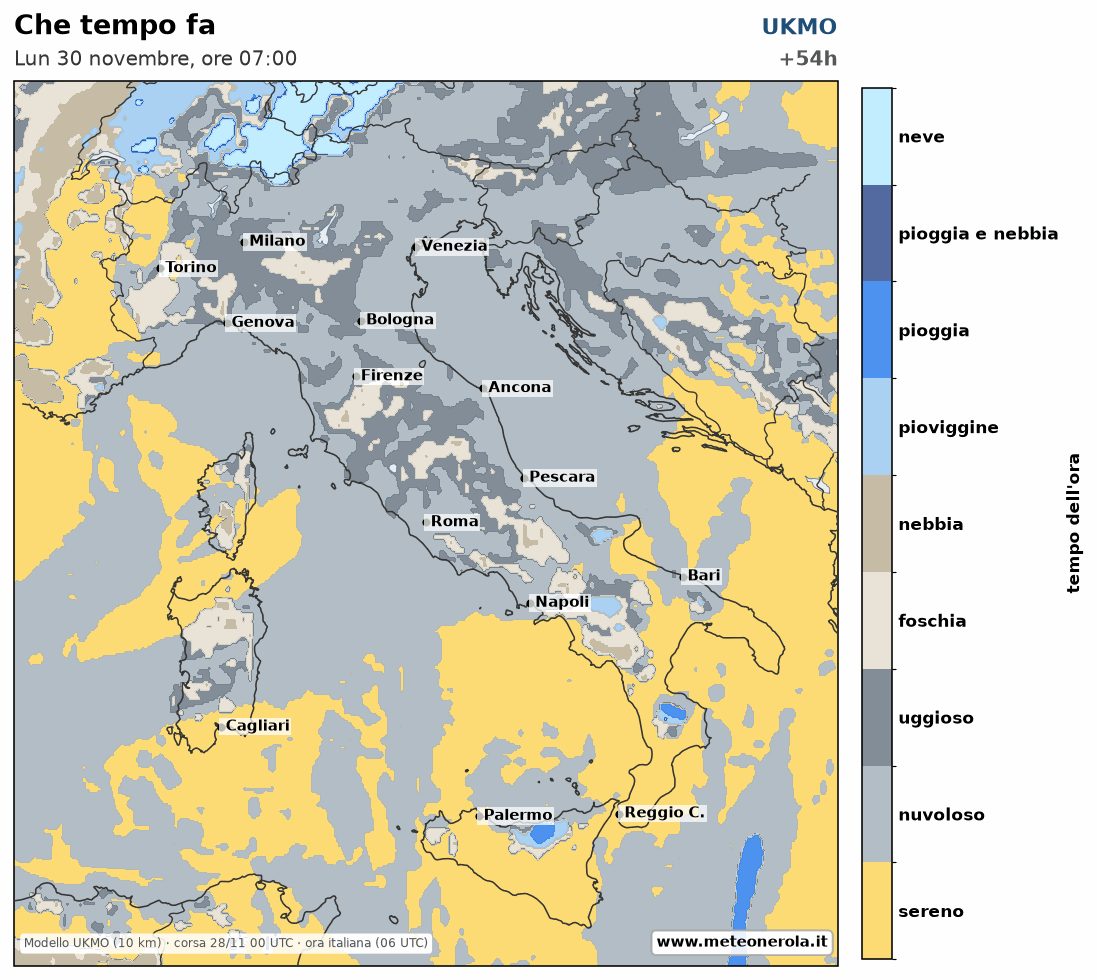 Che tempo fa
UKMO
Lun 30 novembre, ore 07:00
+54h
neve
pioggia e nebbia
pioggia
pioviggine
nebbia
foschia
uggioso
nuvoloso
sereno
tempo dell'ora
Milano
Venezia
Torino
Genova
Bologna
Firenze
Ancona
Pescara
Roma
Bari
Napoli
Cagliari
Palermo
Reggio C.
Modello UKMO (10 km) · corsa 28/11 00 UTC · ora italiana (06 UTC)
www.meteonerola.it